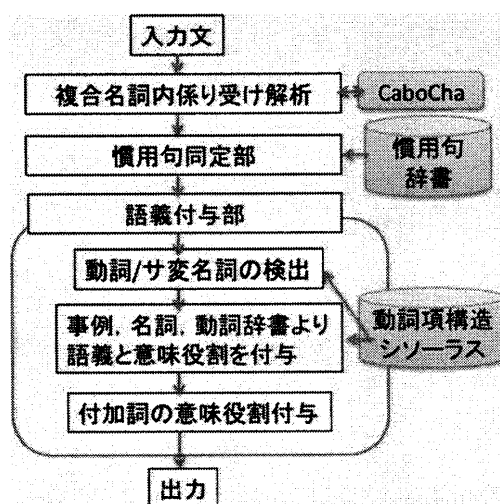 入力文
複合名詞内係り受け解析
CaboCha
慣用句同定部
慣用句
辞書
語義付与部
動詞/サ変名詞の検出
事例, 名詞, 動詞辞書より
語義と意味役割を付与
動詞項構造
シソーラス
付加詞の意味役割付与
出力